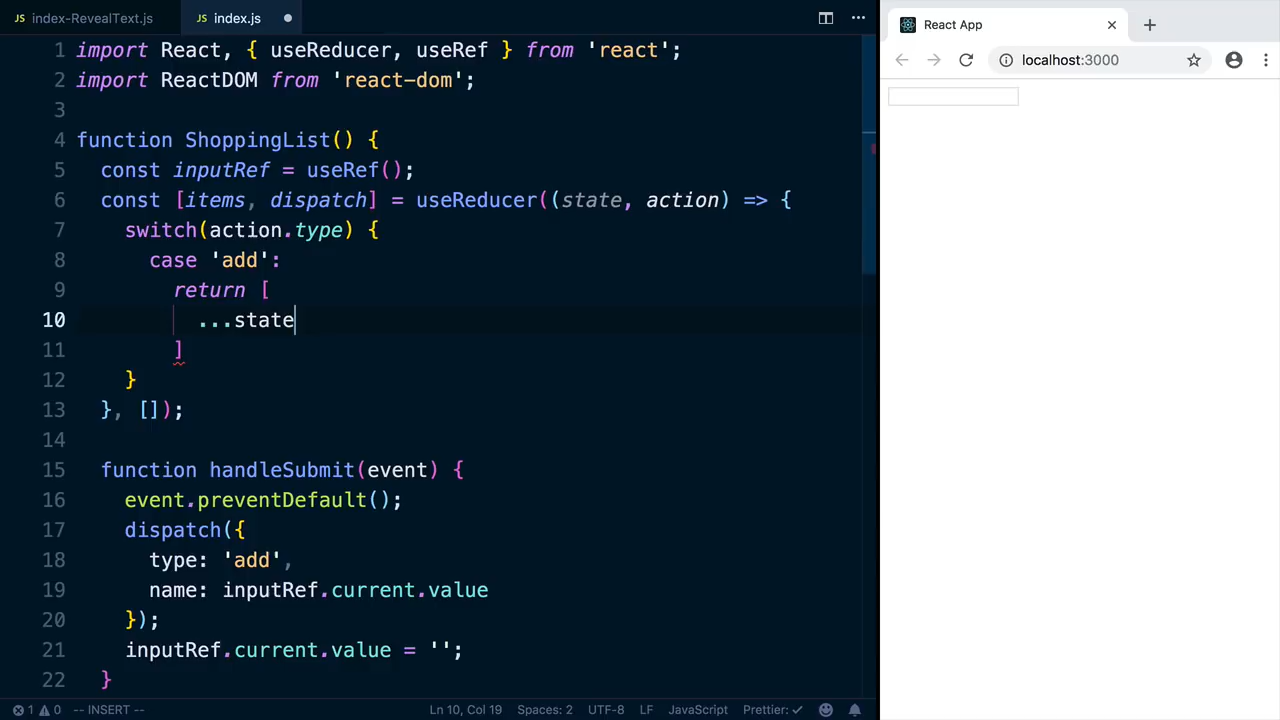 index-RevealText.js
index.js
1 import React, { useReducer, useRef } from 'react';
2 import ReactDOM from 'react-dom';
3
4 function ShoppingList() {
5 const inputRef = useRef();
6 const [items, dispatch] = useReducer((state, action) => {
7 switch(action.type) {
8 case 'add':
9 return [
10 ...state
11 ]
12 }
13 }, []);
14
15 function handleSubmit(event) {
16 event.preventDefault();
17 dispatch({
18 type: 'add',
19 name: inputRef.current.value
20 });
21 inputRef.current.value = '';
22 }
1 0 -- INSERT -- Ln 10, Col 19 Spaces: 2 UTF-8 LF JavaScript Prettier: ✓
React App
localhost:3000